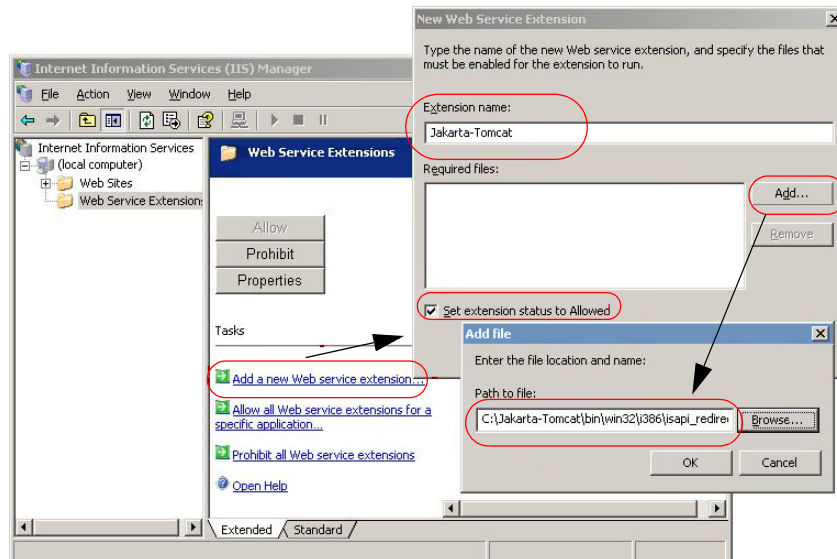 Internet Information Services (IIS) Manager
File Action View Window Help
Internet Information Services
(local computer)
Web Sites
Web Service Extension
Web Service Extensions
Allow
Prohibit
Properties
Tasks
Add a new Web service extension...
Allow all Web service extensions for a
specific application...
Prohibit all Web service extensions
Open Help
Extended Standard
New Web Service Extension
Type the name of the new Web service extension, and specify the files that
must be enabled for the extension to run.
Extension name:
Jakarta-Tomcat
Required files:
Add...
Remove
Set extension status to Allowed
Add file
Enter the file location and name:
Path to file:
C:\Jakarta-Tomcat\bin\win32\i386\isapi_redire
Browse...
OK Cancel